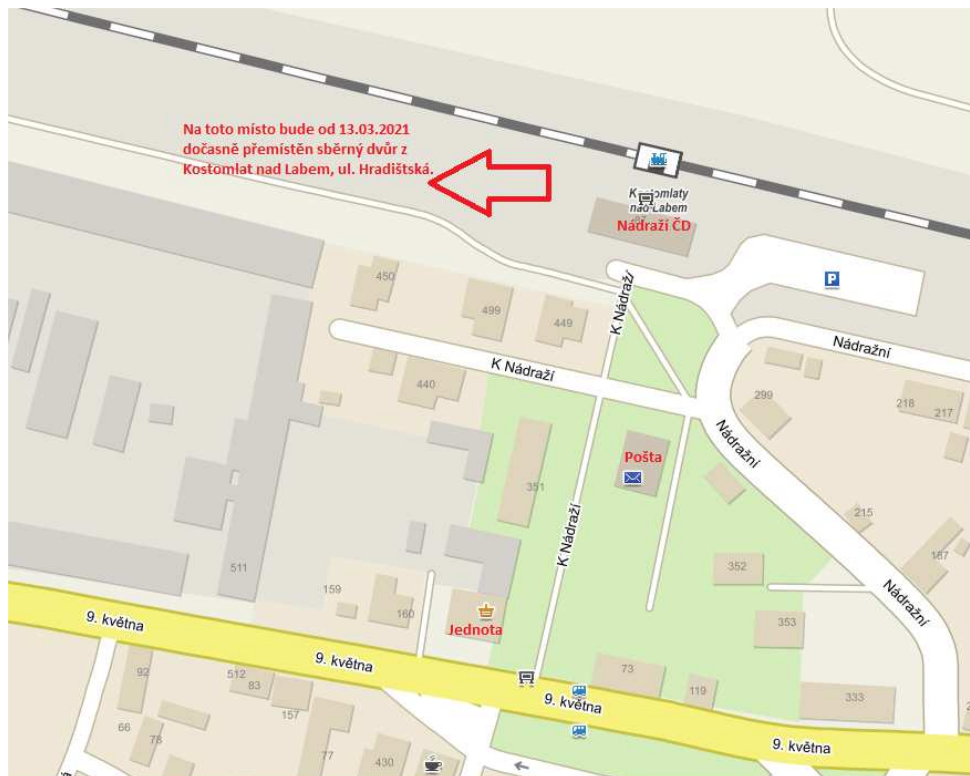 Na toto místo bude od 13.03.2021
dočasně přemístěn sběrný dvůr z
Kostomlat nad Labem, ul. Hradištská.
Kostomlaty
nad Labem
Nádraží ČD
450
499
449
K Nádraží
P
K Nádraží
Nádražní
440
299
218
217
Nádražní
Pošta
351
K Nádraží
215
187
511
352
159
160
Nádražní
Jednota
353
9. května
9. května
73
119
333
92
512
83
9. května
157
66
78
77
430
9. května